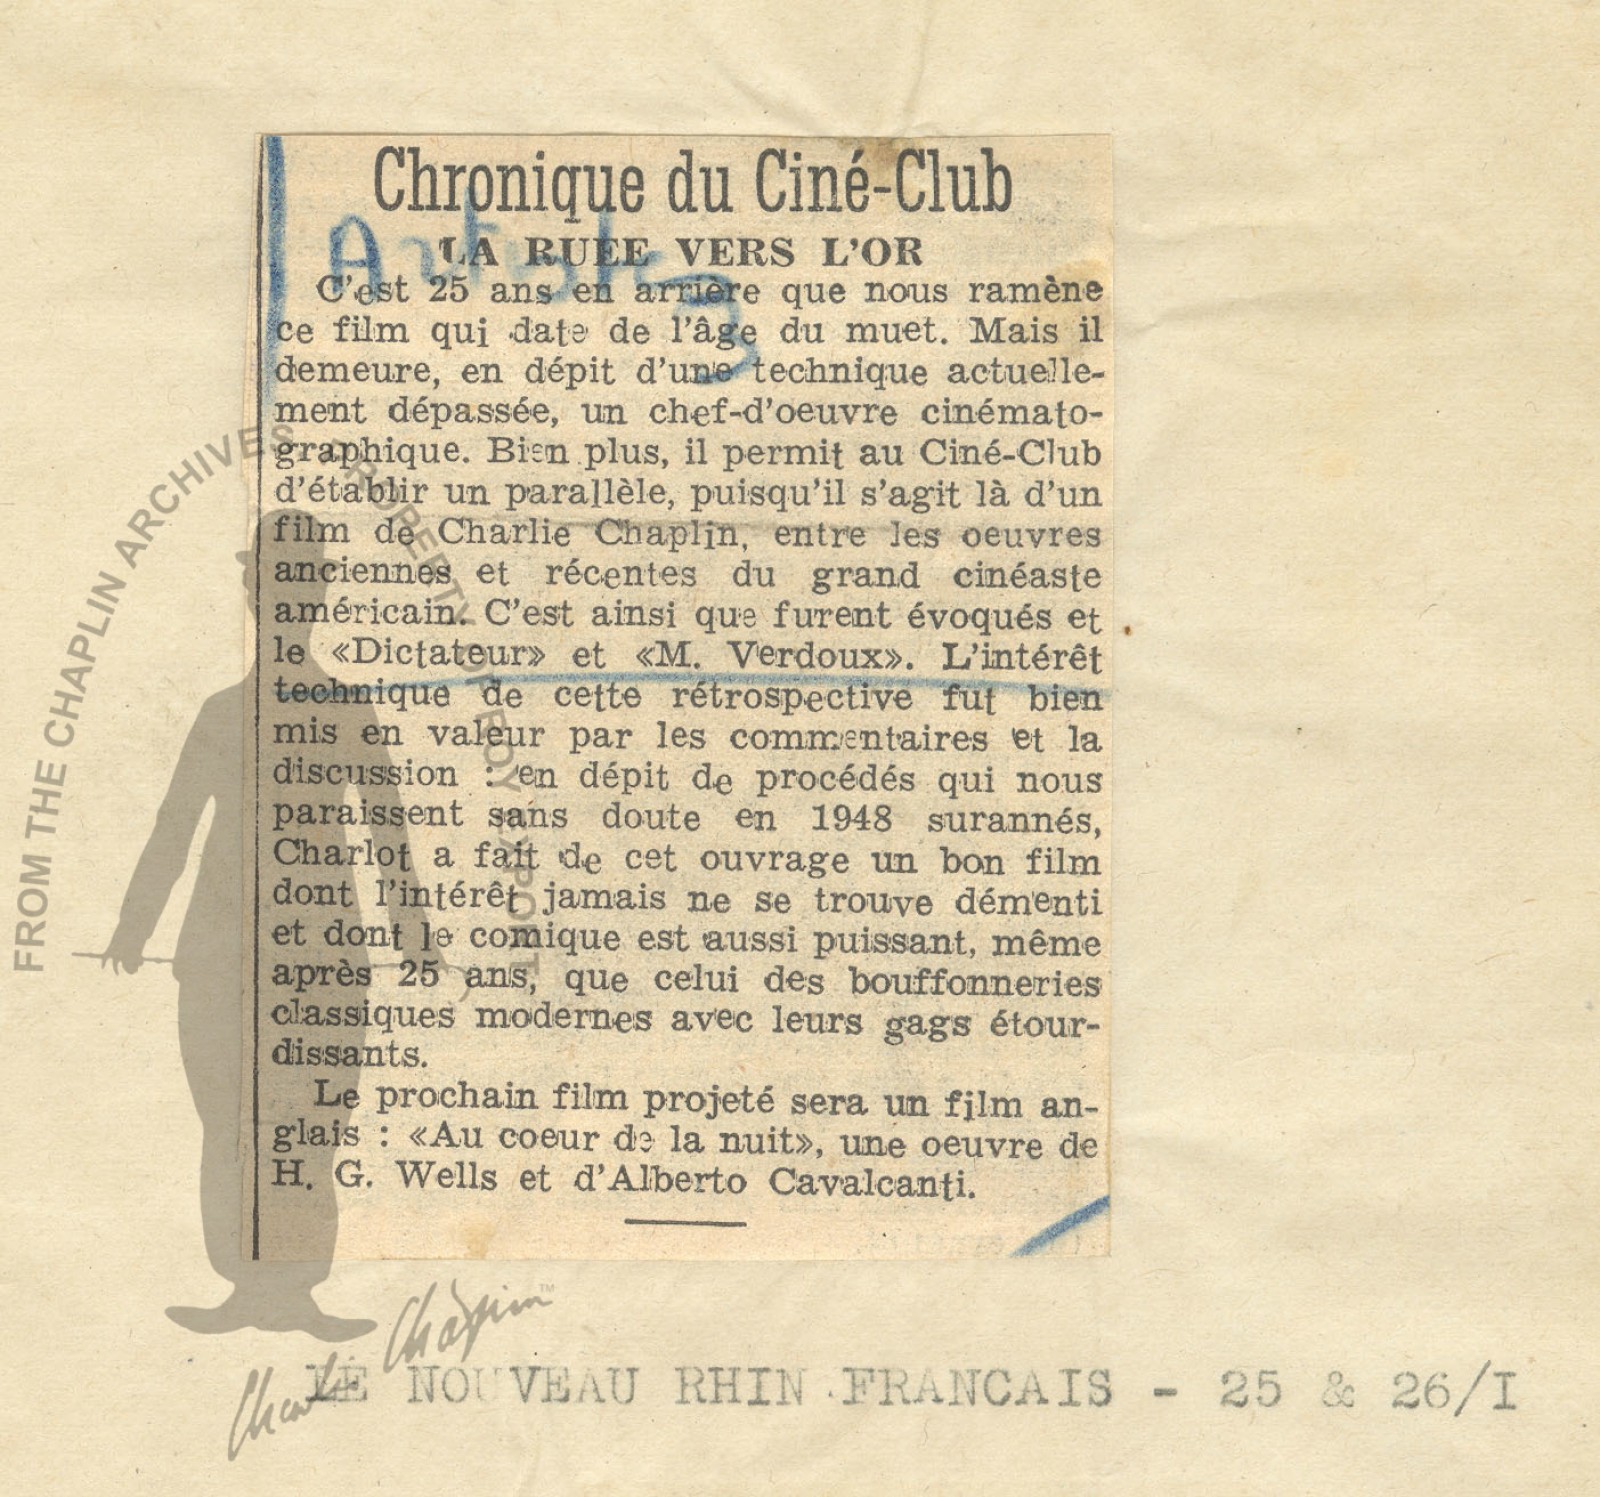 Chronique du Ciné-Club
LA RUEE VERS L'OR
C'est 25 ans en arrière que nous ramène
ce film qui date de l'âge du muet. Mais il
demeure, en dépit d'une technique actuelle-
ment dépassée, un chef-d'oeuvre cinémato-
graphique. Bien plus, il permit au Ciné-Club
d'établir un parallèle, puisqu'il s'agit là d'un
film de Charlie Chaplin, entre les oeuvres
anciennes et récentes du grand cinéaste
américain. C'est ainsi que furent évoqués et
le «Dictateur» et «M. Verdoux». L'intérêt
technique de cette rétrospective fut bien
mis en valeur par les commentaires et la
discussion : en dépit de procédés qui nous
paraissent sans doute en 1948 surannés,
Charlot a fait de cet ouvrage un bon film
dont l'intérêt jamais ne se trouve démenti
et dont le comique est aussi puissant, même
après 25 ans, que celui des bouffonneries
classiques modernes avec leurs gags étour-
dissants.
Le prochain film projeté sera un film an-
glais : «Au coeur de la nuit», une oeuvre de
H. G. Wells et d'Alberto Cavalcanti.
LE NOUVEAU RHIN FRANCAIS - 25 & 26/I
FROM THE CHAPLIN ARCHIVES
PROPERTY OF ROY EXPORT
Charlie Chaplin™